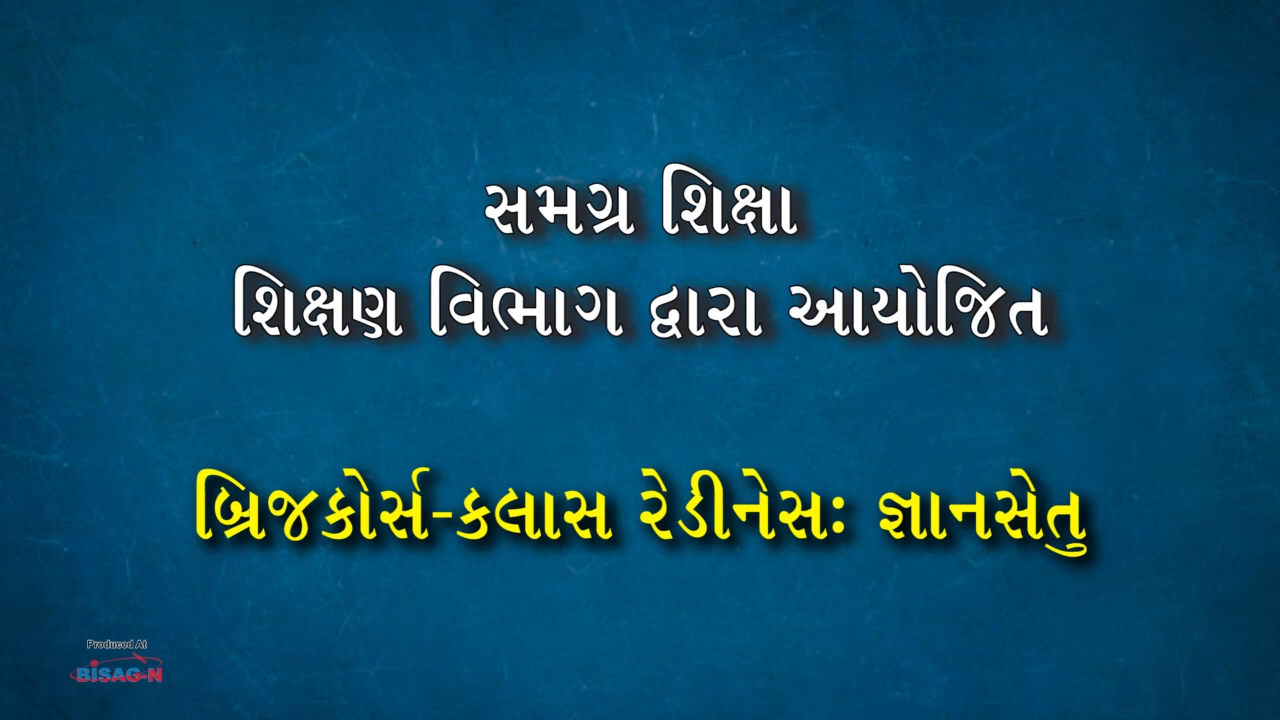 સમગ્ર શિક્ષા
શિક્ષણ વિભાગ દ્વારા આયોજિત
બ્રિજકોર્સ-કલાસ રેડીનેસઃ જ્ઞાનસેતુ
Produced At
BISAG-N